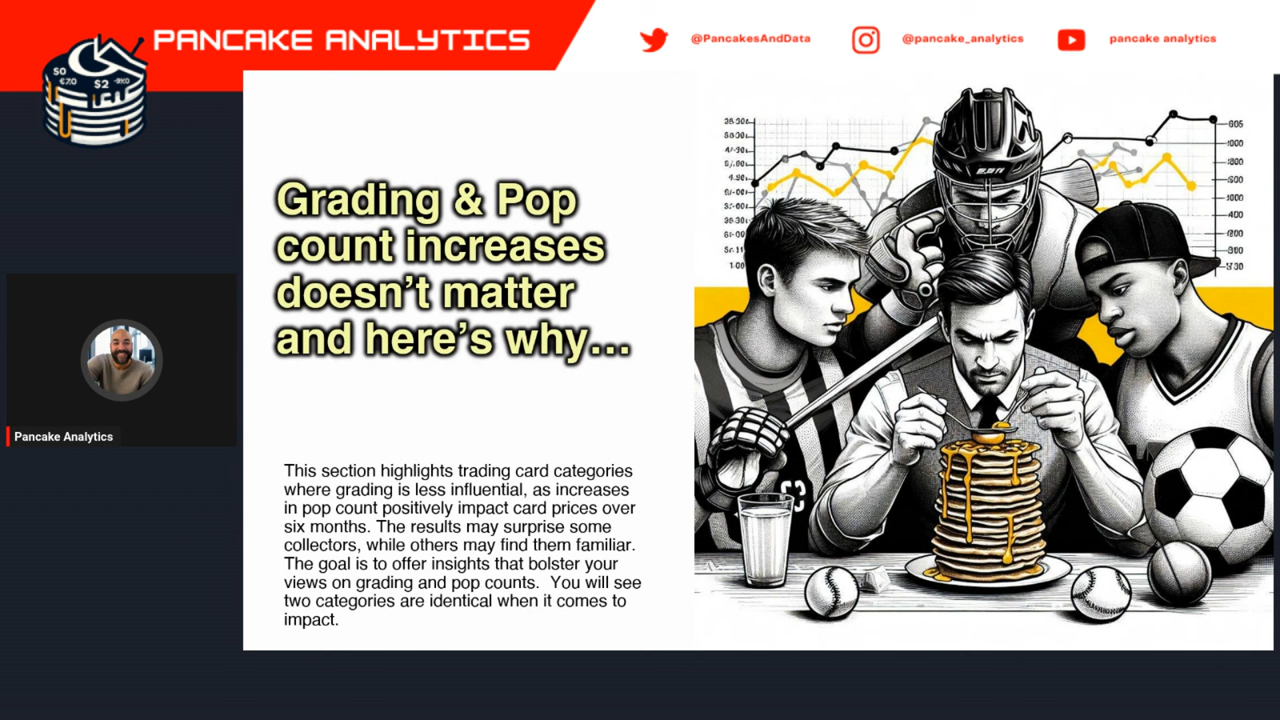 PANCAKE ANALYTICS
@PancakesAndData
@pancake_analytics
pancake analytics
$0
$2
Grading & Pop
count increases
doesn't matter
and here's why...
This section highlights trading card categories
where grading is less influential, as increases
in pop count positively impact card prices over
six months. The results may surprise some
collectors, while others may find them familiar.
The goal is to offer insights that bolster your
views on grading and pop counts.  You will see
two categories are identical when it comes to
impact.
Pancake Analytics